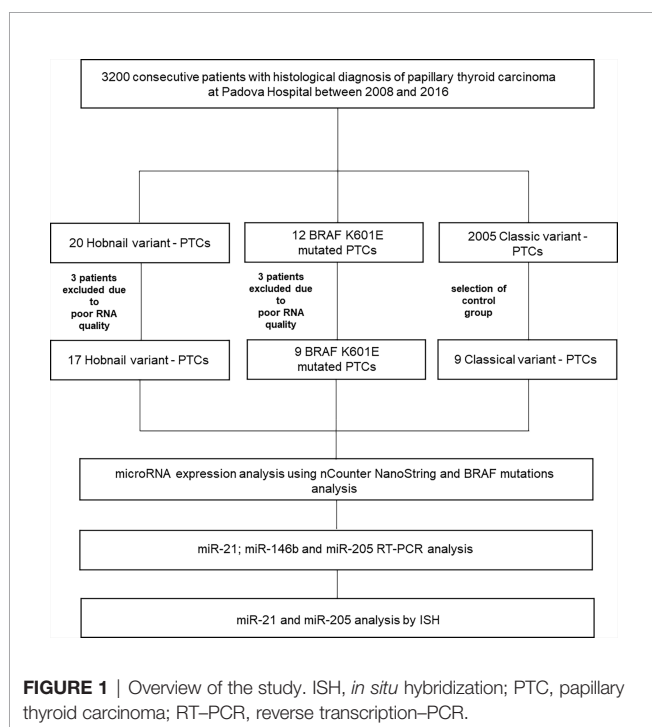 3200 consecutive patients with histological diagnosis of papillary thyroid carcinoma
at Padova Hospital between 2008 and 2016
20 Hobnail variant - PTCs
12 BRAF K601E
mutated PTCs
2005 Classic variant -
PTCs
3 patients
excluded due
to
poor RNA
quality
3 patients
excluded due
to
poor RNA
quality
selection of
control
group
17 Hobnail variant - PTCs
9 BRAF K601E
mutated PTCs
9 Classical variant - PTCs
microRNA expression analysis using nCounter NanoString and BRAF mutations
analysis
miR-21; miR-146b and miR-205 RT-PCR analysis
miR-21 and miR-205 analysis by ISH
FIGURE 1 | Overview of the study. ISH, in situ hybridization; PTC, papillary
thyroid carcinoma; RT–PCR, reverse transcription–PCR.